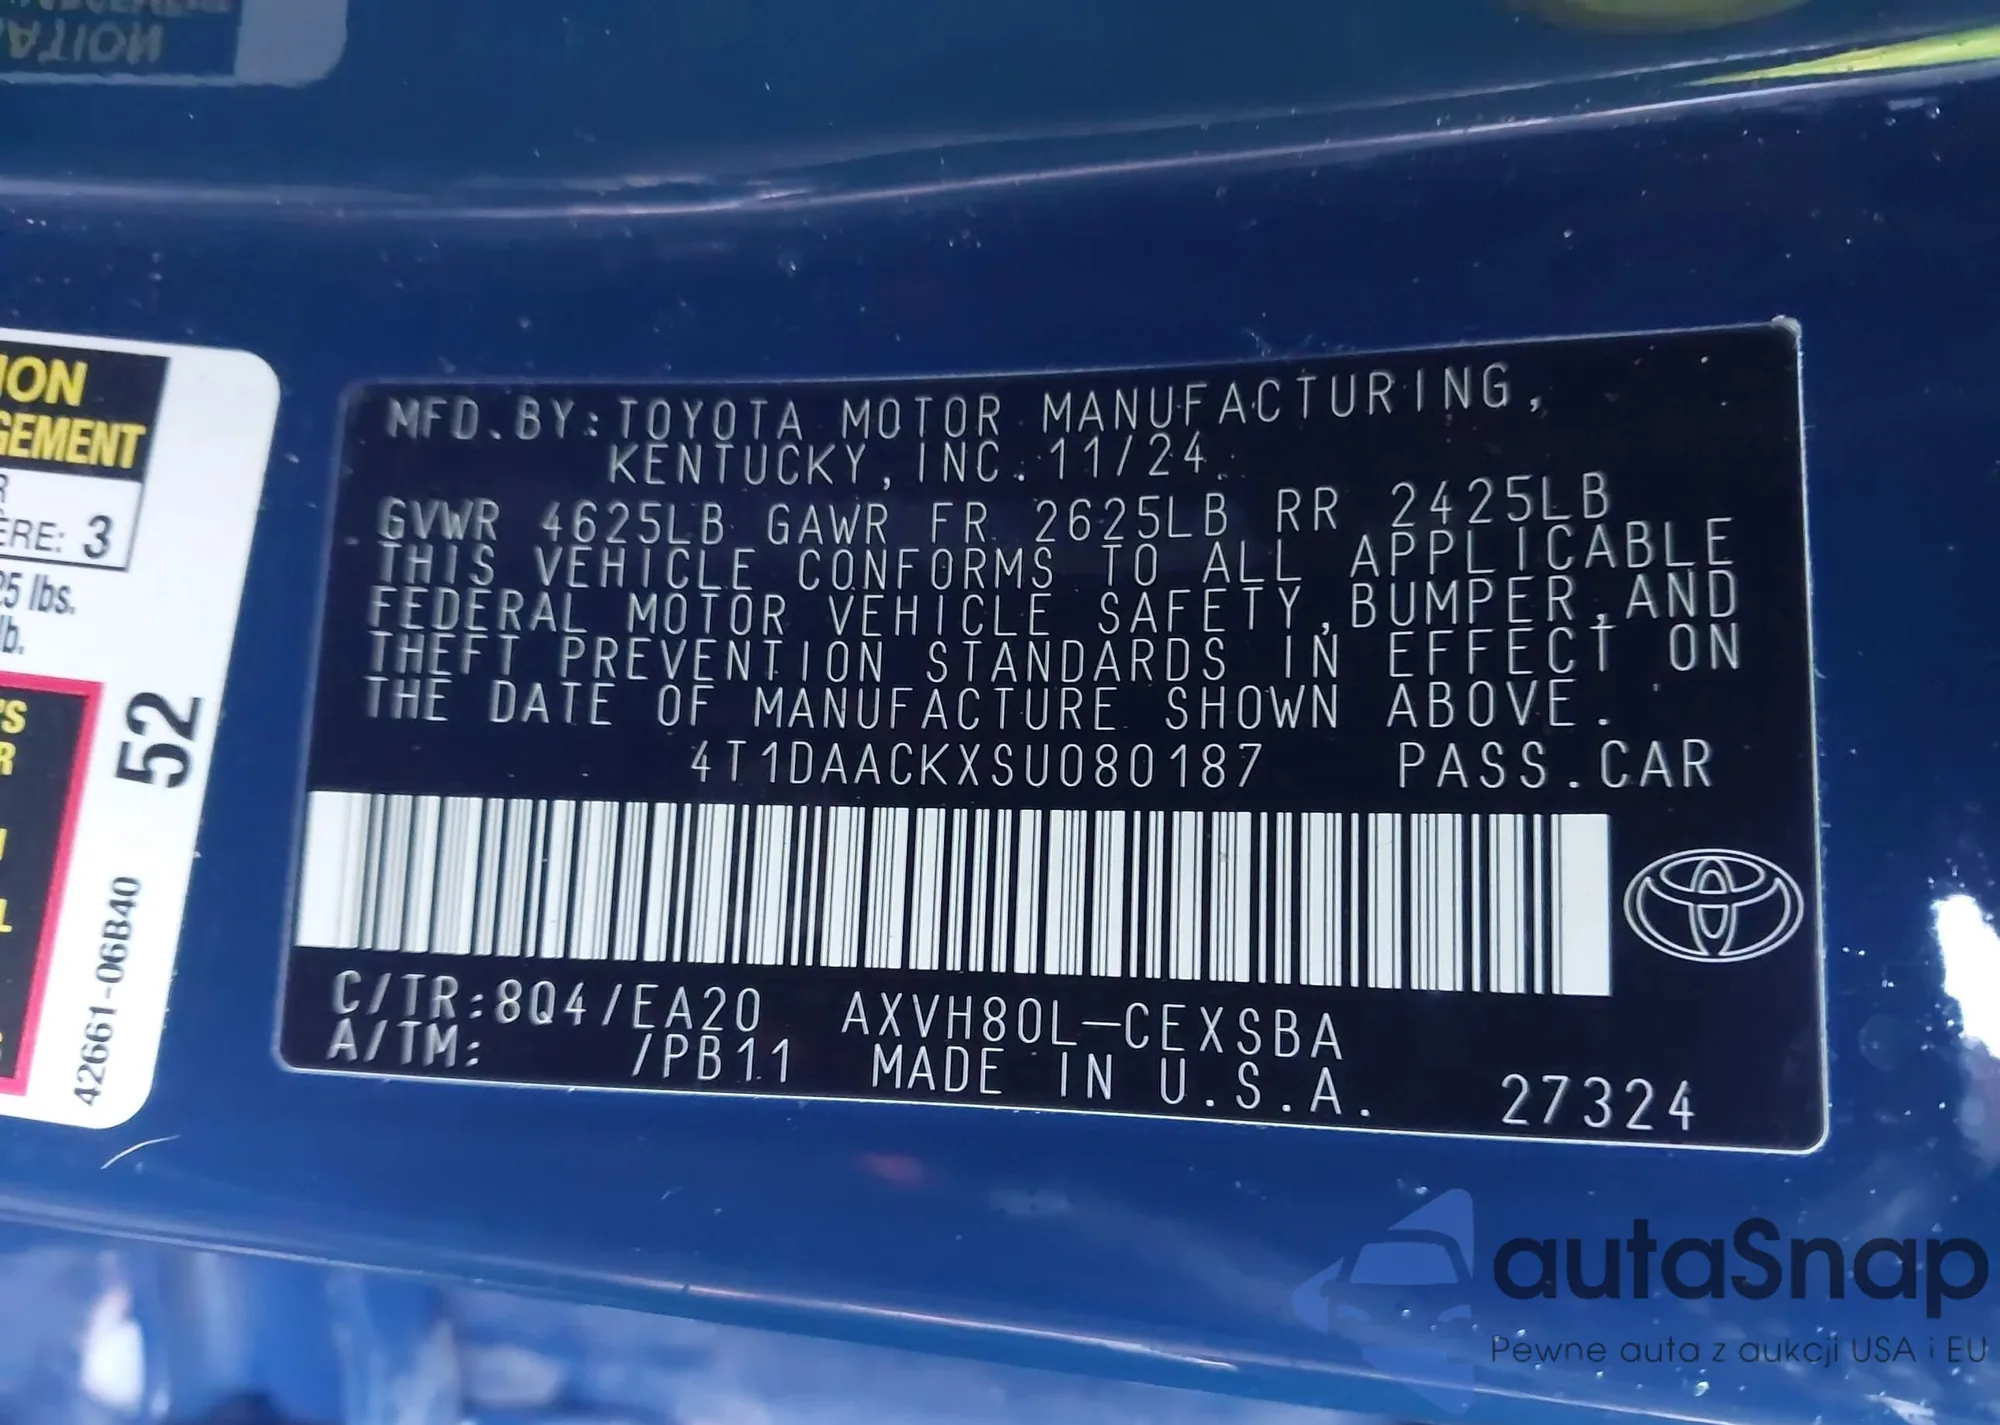 ATION
ION
GEMENT
ÈRE: 3
25 lbs.
lb.
'S
R
L
52
42661-06B40
MFD. BY: TOYOTA MOTOR MANUFACTURING,
KENTUCKY, INC. 11/24
GVWR 4625LB GAWR FR 2625LB RR 2425LB
THIS VEHICLE CONFORMS TO ALL APPLICABLE
FEDERAL MOTOR VEHICLE SAFETY, BUMPER, AND
THEFT PREVENTION STANDARDS IN EFFECT ON
THE DATE OF MANUFACTURE SHOWN ABOVE.
4T1DAACKXSU080187 PASS. CAR
C/TR: 8Q4/EA20 AXVH80L-CEXSBA
A/TM: /PB11 MADE IN U.S.A. 27324
autaSnap
Pewne auta z aukcji USA i EU